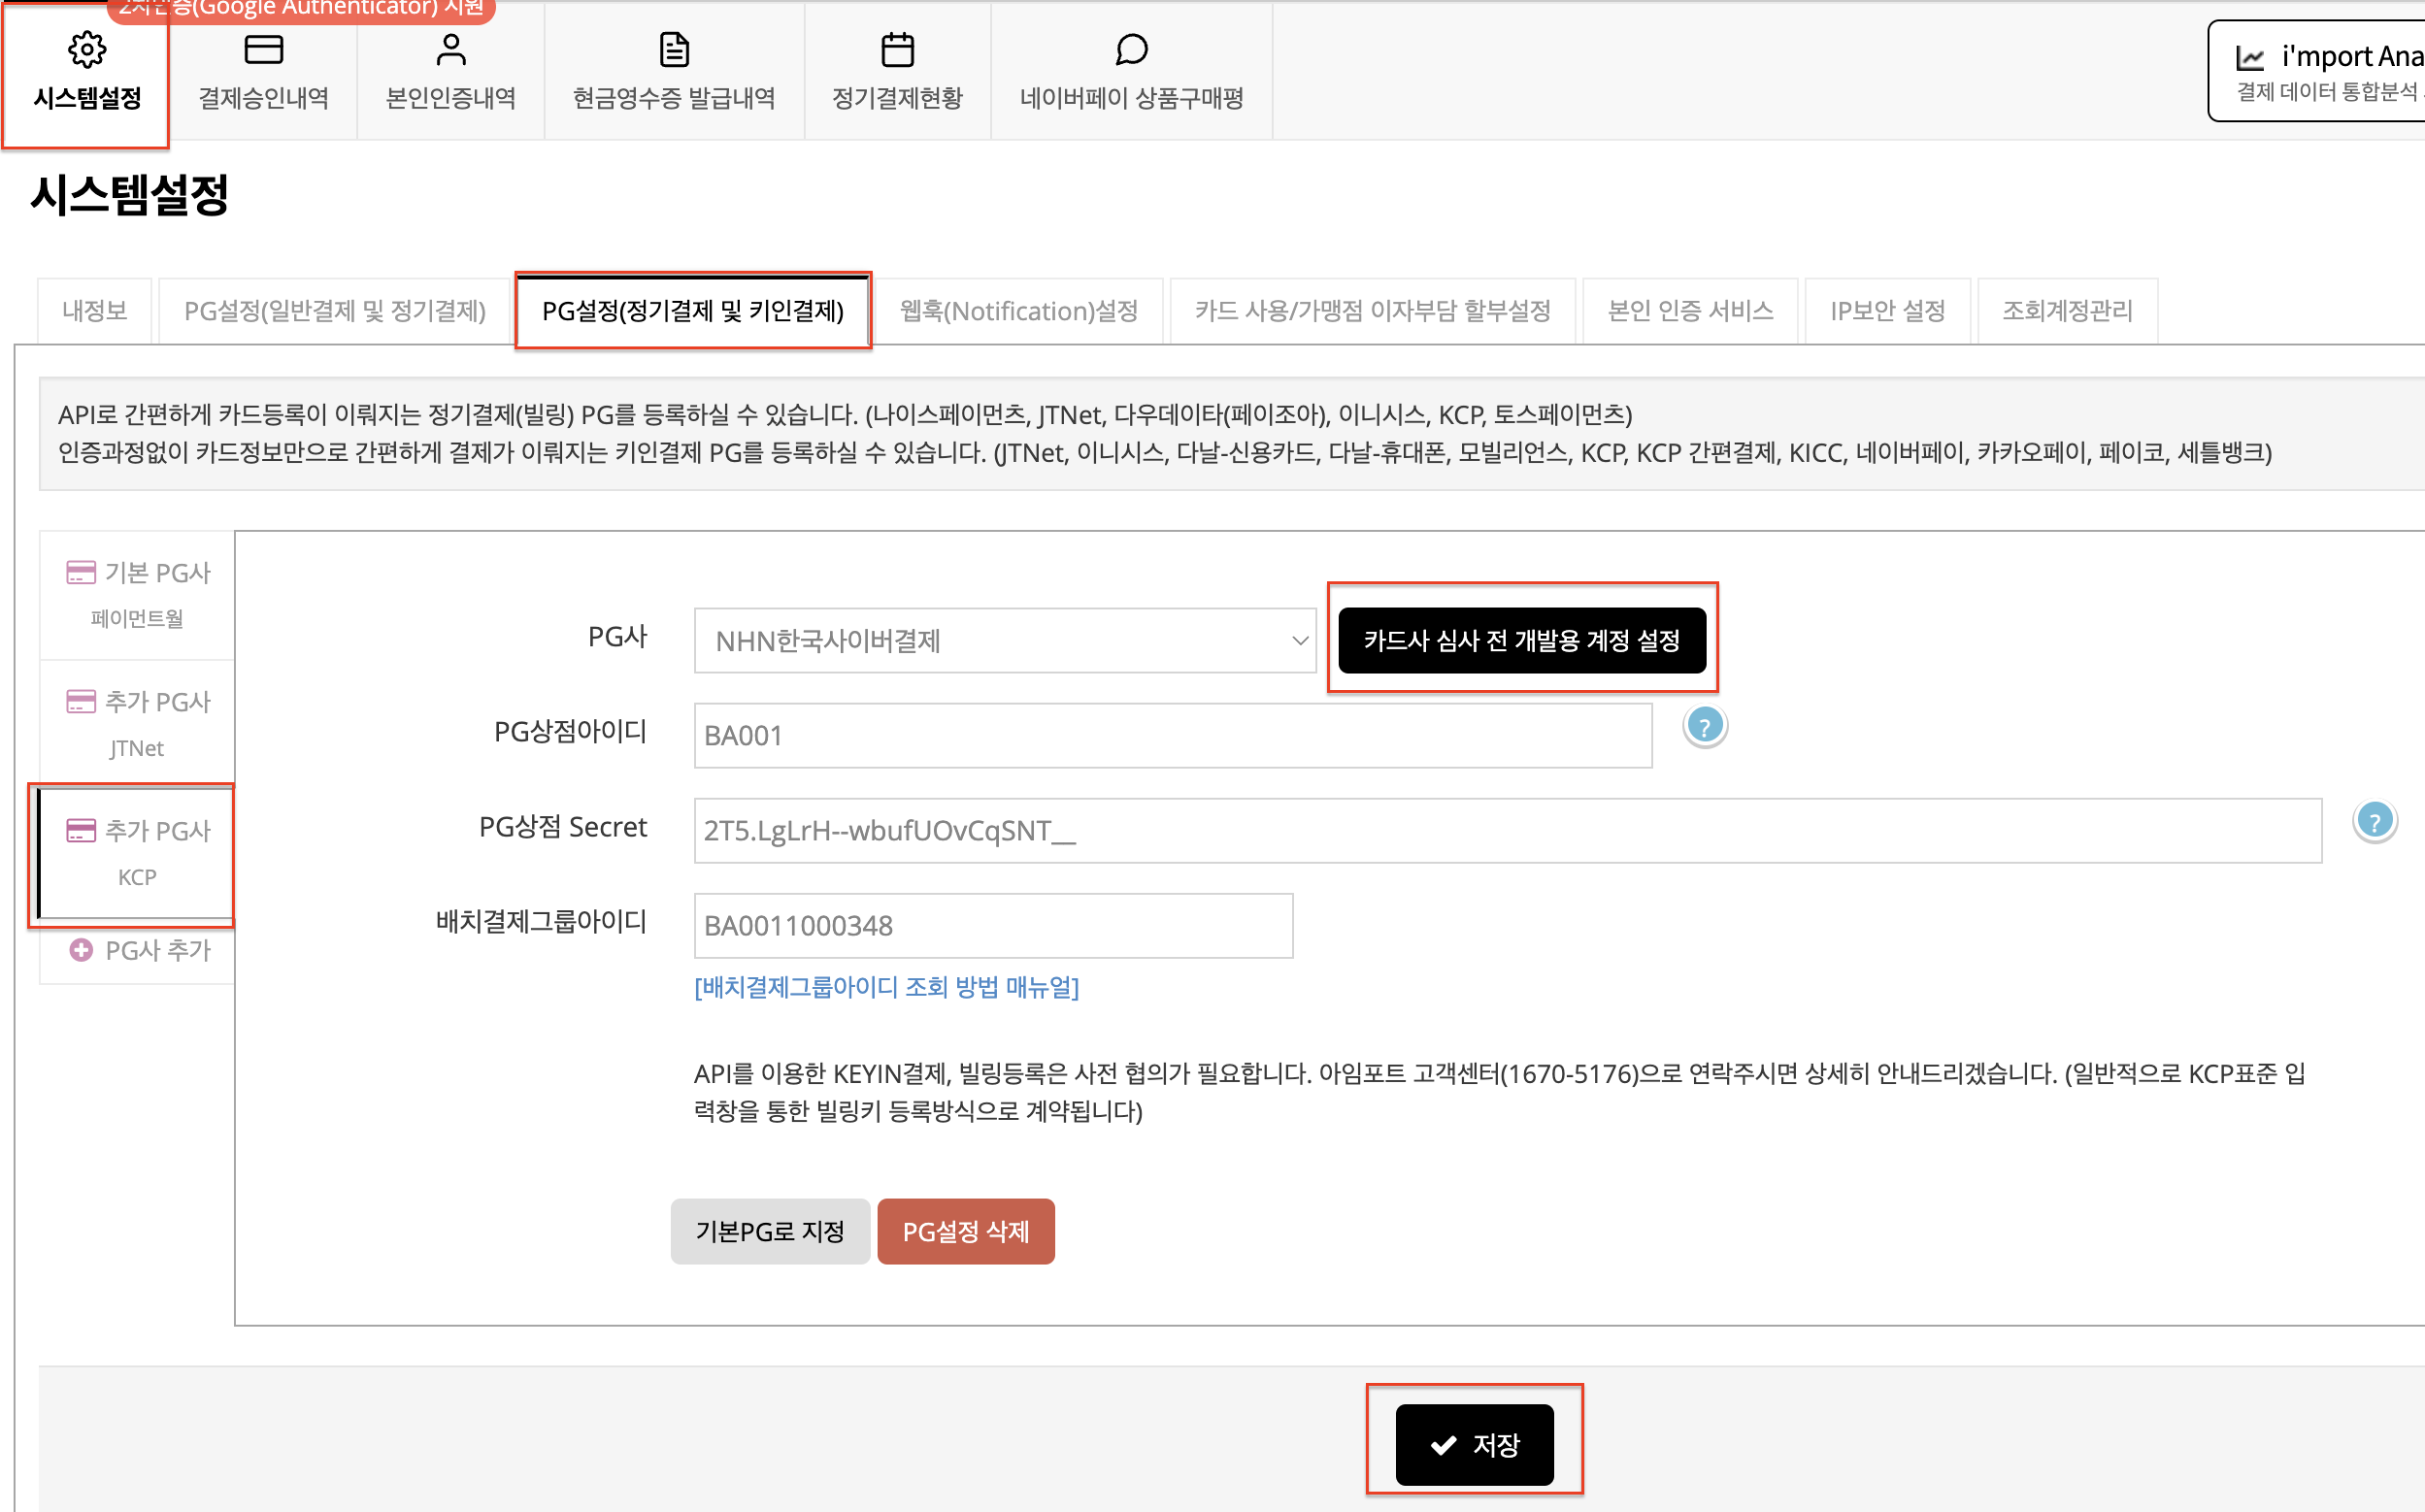 2차인증(Google Authenticator) 지원
시스템설정
결제승인내역
본인인증내역
현금영수증 발급내역
정기결제현황
네이버페이 상품구매평
i'mport Ana
결제 데이터 통합분석
시스템설정
내정보
PG설정(일반결제 및 정기결제)
PG설정(정기결제 및 키인결제)
웹훅(Notification)설정
카드 사용/가맹점 이자부담 할부설정
본인 인증 서비스
IP보안 설정
조회계정관리
API로 간편하게 카드등록이 이뤄지는 정기결제(빌링) PG를 등록하실 수 있습니다. (나이스페이먼츠, JTNet, 다우데이타(페이조아), 이니시스, KCP, 토스페이먼츠)
인증과정없이 카드정보만으로 간편하게 결제가 이뤄지는 키인결제 PG를 등록하실 수 있습니다. (JTNet, 이니시스, 다날-신용카드, 다날-휴대폰, 모빌리언스, KCP, KCP 간편결제, KICC, 네이버페이, 카카오페이, 페이코, 세틀뱅크)
기본 PG사
페이먼트월
추가 PG사
JTNet
추가 PG사
KCP
PG사 추가
PG사
NHN한국사이버결제
카드사 심사 전 개발용 계정 설정
PG상점아이디
BA001
?
PG상점 Secret
2T5.LgLrH--wbufUOvCqSNT__
?
배치결제그룹아이디
BA0011000348
[배치결제그룹아이디 조회 방법 매뉴얼]
API를 이용한 KEYIN결제, 빌링등록은 사전 협의가 필요합니다. 아임포트 고객센터(1670-5176)으로 연락주시면 상세히 안내드리겠습니다. (일반적으로 KCP표준 입
력창을 통한 빌링키 등록방식으로 계약됩니다)
기본PG로 지정
PG설정 삭제
저장